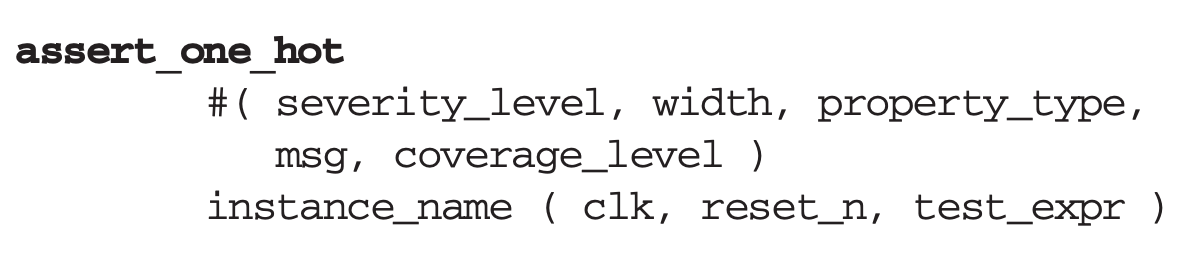 assert_one_hot
#( severity_level, width, property_type,
msg, coverage_level )
instance_name ( clk, reset_n, test_expr )